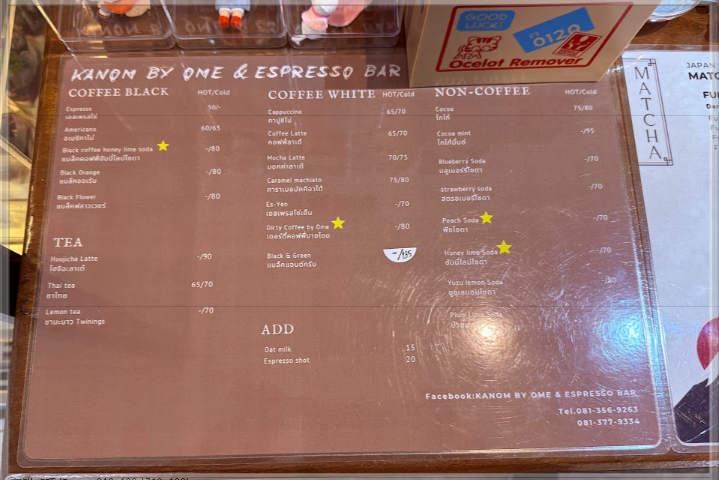 GOOD
LUCK!
0120
Ocelot Remover
KANOM BY OME & ESPRESSO BAR
COFFEE BLACK HOT/Cold
Espresso 50/-
เอสเพรสโซ่
Americano 60/65
อเมริกาโน่
Black coffee honey lime soda -/80
แบล็คคอฟฟี่ฮันนี่ไลม์โซดา
Black Orange -/80
แบล็คออเร้น
Black Flower -/80
แบล็คฟลาวเวอร์
TEA
Houjicha Latte -/90
โฮจิฉะลาเต้
Thai tea 65/70
ชาไทย
Lemon tea -/70
ชามะนาว Twinings
COFFEE WHITE HOT/Cold
Cappuccino 65/70
คาปูชิโน่
Coffee Latte 65/70
คอฟฟี่ลาเต้
Mocha Latte 70/75
มอคค่าลาเต้
Caramel machiato 75/80
คาราเมลมัคคิอาโต้
Es-Yen -/70
เอสเพรสโซ่เย็น
Dirty Coffee by Ome -/80
เดอร์ตี้คอฟฟี่บายโอม
Black & Green -/135
แบล็คแอนด์กรีน
ADD
Oat milk 15
Espresso shot 20
NON-COFFEE HOT/Cold
Cocoa 75/80
โกโก้
Cocoa mint -/95
โกโก้มิ้นต์
Blueberry Soda -/70
บลูเบอร์รี่โซดา
strawberry soda -/70
สตรอเบอร์รี่โซดา
Peach Soda -/70
พีชโซดา
Honey lime Soda /70
ฮันนี่ไลม์โซดา
Yuzu lemon Soda
ยูซุเลมอนโซดา
Plum Lime Soda
Facebook:KANOM BY OME & ESPRESSO BAR
Tel.081-356-9263
081-377-9334
MATCHA
JAPAN